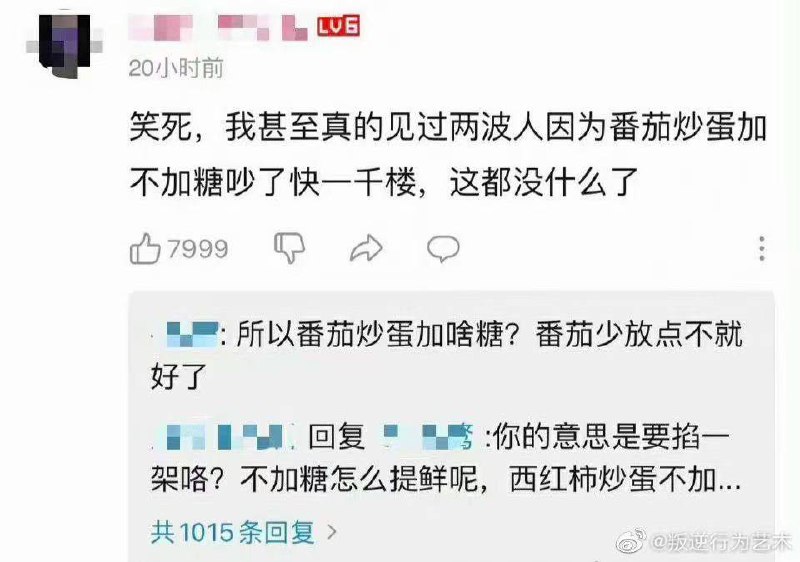 LV6
20小时前
笑死，我甚至真的见过两波人因为番茄炒蛋加
不加糖吵了快一千楼，这都没什么了
7999
: 所以番茄炒蛋加啥糖？番茄少放点不就
好了
回复 :你的意思是要掐一
架咯？不加糖怎么提鲜呢，西红柿炒蛋不加...
共1015条回复 >
@叛逆行为艺术